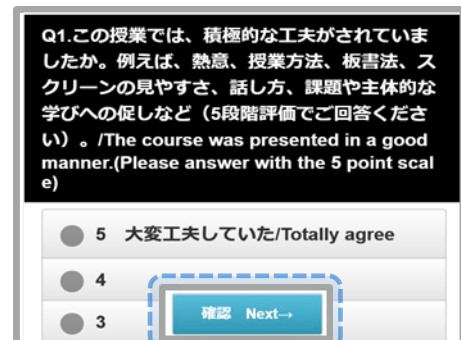 Q1.この授業では、積極的な工夫がされていま
したか。例えば、熱意、授業方法、板書法、ス
クリーンの見やすさ、話し方、課題や主体的な
学びへの促しなど（5段階評価でご回答くださ
い）。/The course was presented in a good
manner.(Please answer with the 5 point scal
e)
5 大変工夫していた/Totally agree
4
3
確認 Next→